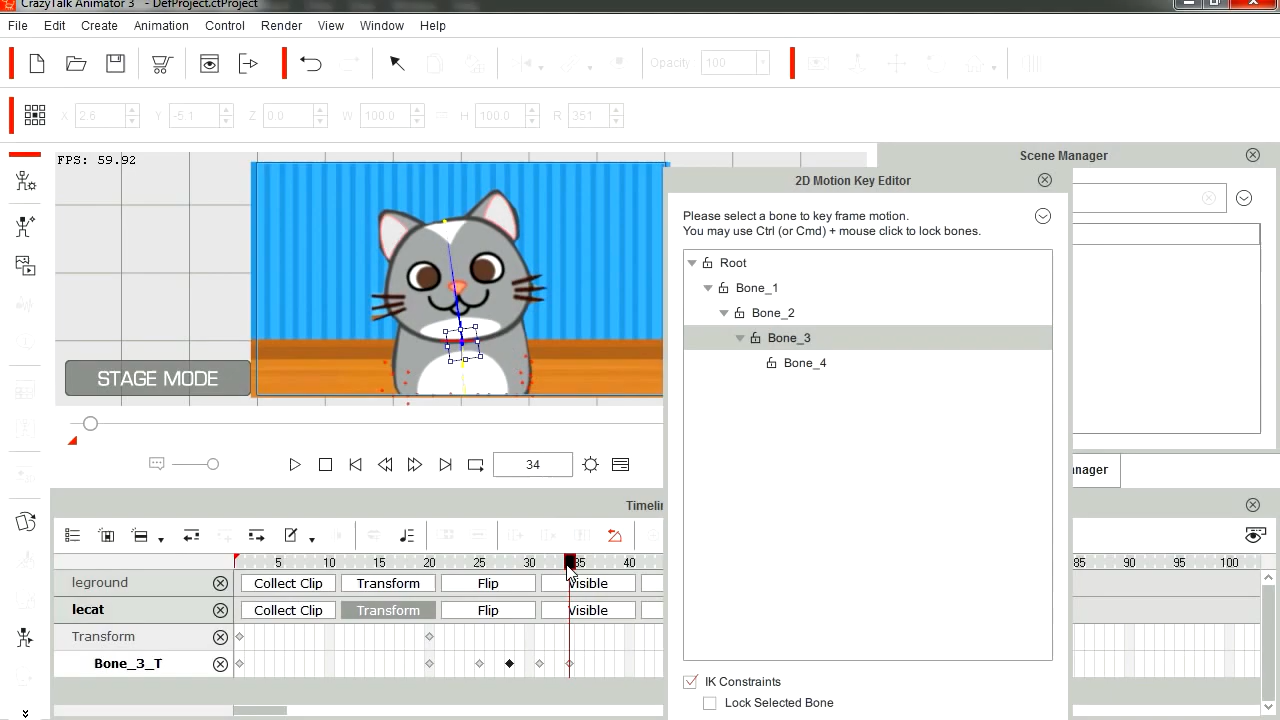 CrazyTalk Animator 3 - DefProject.ctProject
File Edit Create Animation Control Render View Window Help
Opacity 100
X 2.6 Y -5.1 Z 0.0 W 100.0 H 100.0 R 351
FPS: 59.92
Scene Manager
2D Motion Key Editor
Please select a bone to key frame motion.
You may use Ctrl (or Cmd) + mouse click to lock bones.
Root
Bone_1
Bone_2
Bone_3
Bone_4
STAGE MODE
34
nager
Timelin
5 10 15 20 25 30 35 40 85 90 95 100
leground Collect Clip Transform Flip Visible
lecat Collect Clip Transform Flip Visible
Transform
Bone_3_T
IK Constraints
Lock Selected Bone